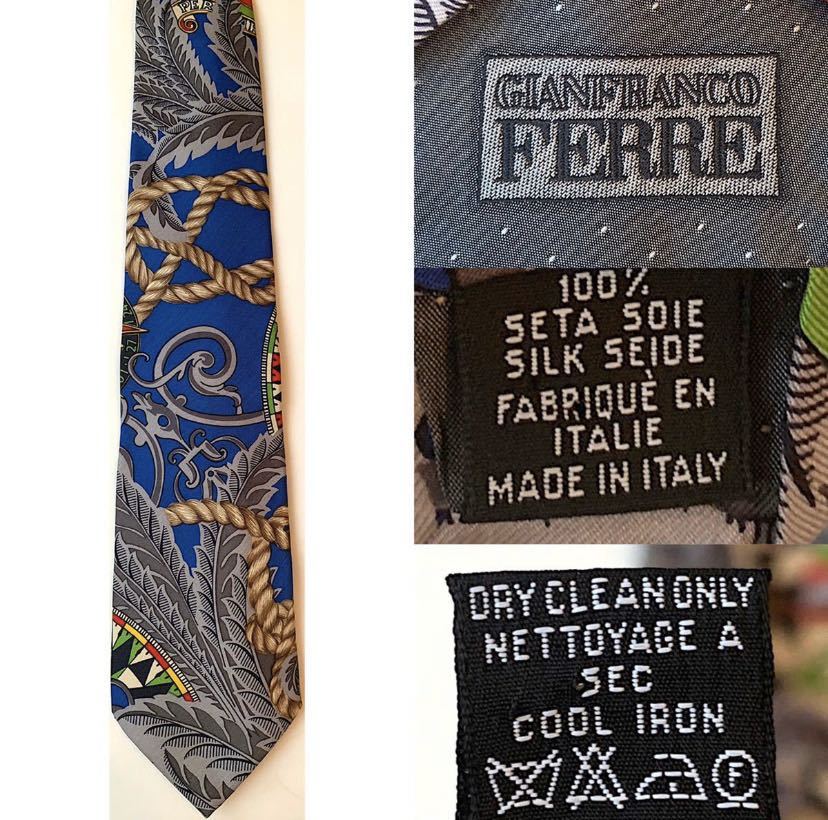 GIANFRANCO
FERRE
100%
SETA SOIE
SILK SEIDE
FABRIQUÈ EN
ITALIE
MADE IN ITALY
DRY CLEAN ONLY
NETTOYAGE A
SEC
COOL IRON
F